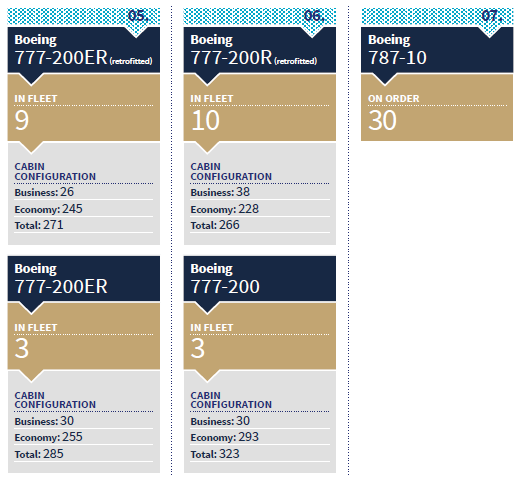 05.
Boeing
777-200ER (retrofitted)
IN FLEET
9
CABIN
CONFIGURATION
Business: 26
Economy: 245
Total: 271
Boeing
777-200ER
IN FLEET
3
CABIN
CONFIGURATION
Business: 30
Economy: 255
Total: 285
06.
Boeing
777-200R (retrofitted)
IN FLEET
10
CABIN
CONFIGURATION
Business: 38
Economy: 228
Total: 266
Boeing
777-200
IN FLEET
3
CABIN
CONFIGURATION
Business: 30
Economy: 293
Total: 323
07.
Boeing
787-10
ON ORDER
30